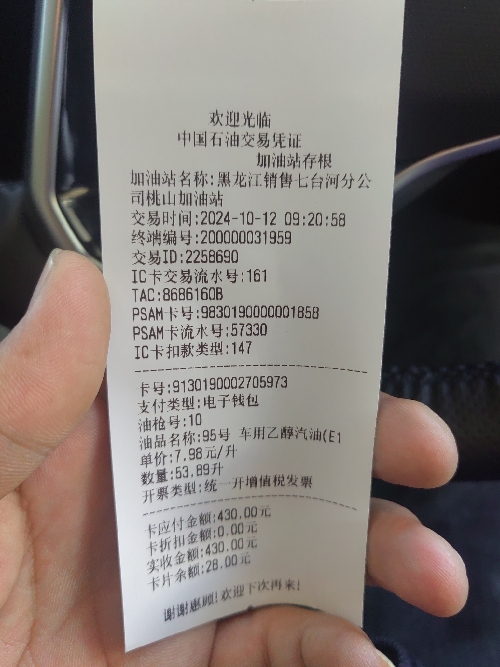 欢迎光临
中国石油交易凭证
加油站存根
加油站名称:黑龙江销售七台河分公
司桃山加油站
交易时间:2024-10-12 09:20:58
终端编号:200000031959
交易ID:2258690
IC卡交易流水号:161
TAC:8686160B
PSAM卡号:9830190000001858
PSAM卡流水号:57330
IC卡扣款类型:147
卡号:9130190002705973
支付类型:电子钱包
油枪号:10
油品名称:95号 车用乙醇汽油(E1
单价:7.98元/升
数量:53.89升
开票类型:统一开增值税发票
卡应付金额:430.00元
卡折扣金额:0.00元
实收金额:430.00元
卡片余额:28.00元
谢谢惠顾!欢迎下次再来!